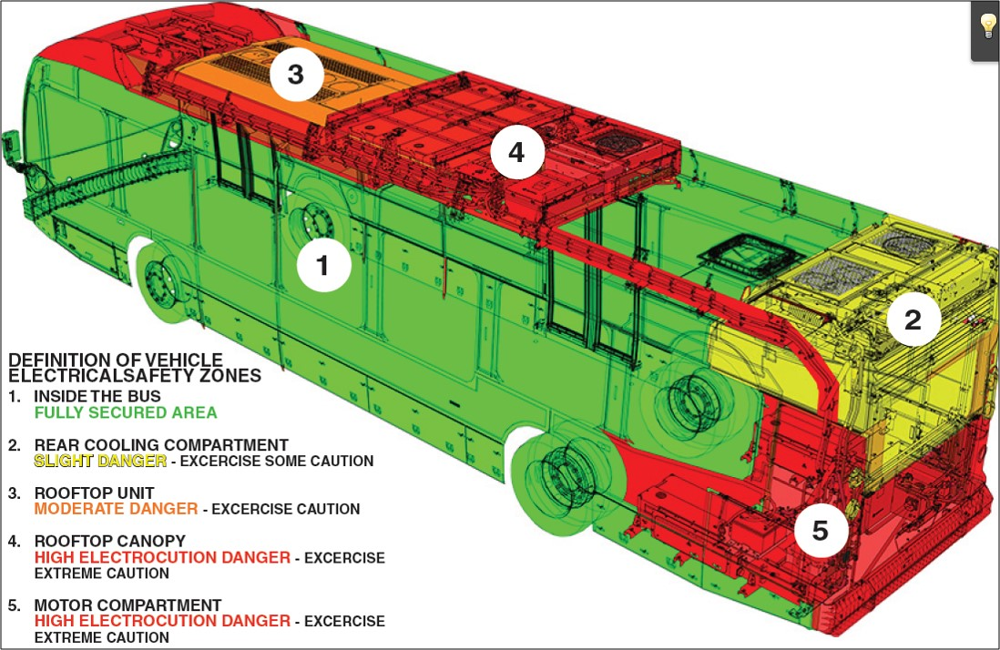 3
4
1
2
5
DEFINITION OF VEHICLE
ELECTRICALSAFETY ZONES
1. INSIDE THE BUS
FULLY SECURED AREA
2. REAR COOLING COMPARTMENT
SLIGHT DANGER - EXCERCISE SOME CAUTION
3. ROOFTOP UNIT
MODERATE DANGER - EXCERCISE CAUTION
4. ROOFTOP CANOPY
HIGH ELECTROCUTION DANGER - EXCERCISE
EXTREME CAUTION
5. MOTOR COMPARTMENT
HIGH ELECTROCUTION DANGER - EXCERCISE
EXTREME CAUTION